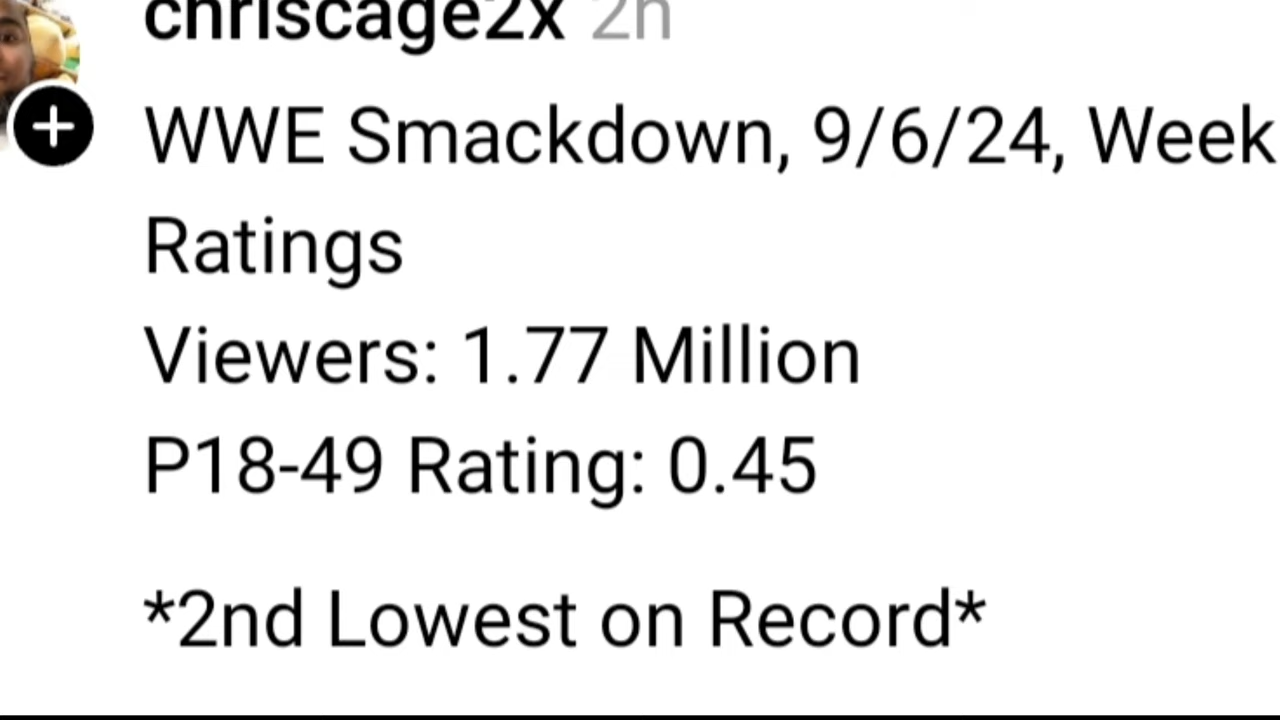 chriscage2x 2h
WWE Smackdown, 9/6/24, Week
Ratings
Viewers: 1.77 Million
P18-49 Rating: 0.45
*2nd Lowest on Record*